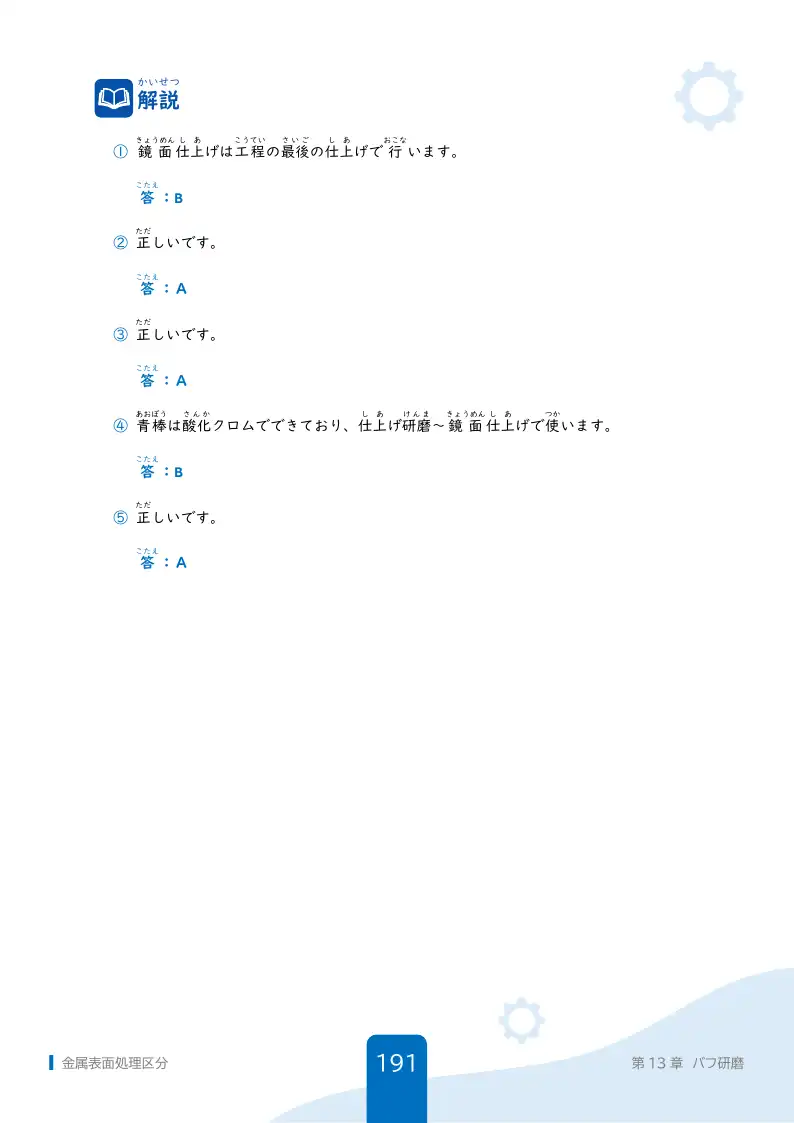 かいせつ
解説
きょうめん し あ こうてい さいご し あ おこな
① 鏡面仕上げは工程の最後の仕上げで行います。
こたえ
答：B
ただ
② 正しいです。
こたえ
答：A
ただ
③ 正しいです。
こたえ
答：A
あおぼう さんか し あ けんま きょうめん し あ つか
④ 青棒は酸化クロムでできており、仕上げ研磨～鏡面仕上げで使います。
こたえ
答：B
ただ
⑤ 正しいです。
こたえ
答：A
金属表面処理区分 191 第13章 バフ研磨